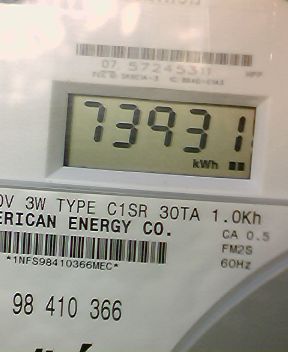 07 57245311
73931
kWh
0V 3W TYPE C1SR 30TA 1.0Kh
ERICAN ENERGY CO.
CA 0.5
FM2S
60Hz
*1NFS98410366MEC*
98 410 366